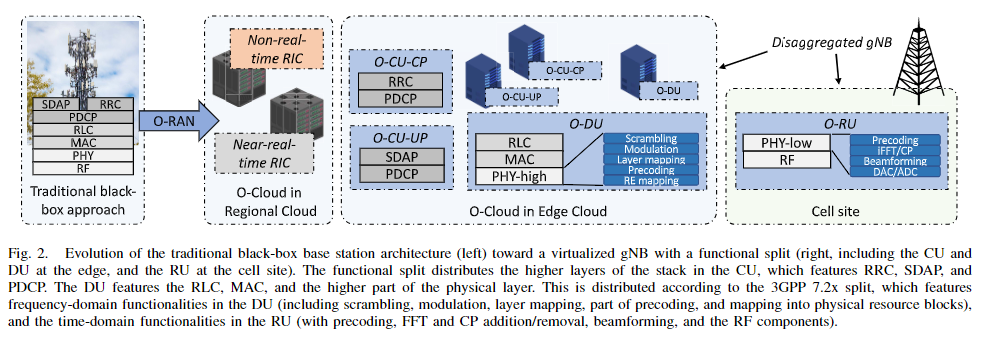 SDAP RRC
PDCP
RLC
MAC
PHY
RF
Traditional black-
box approach
O-RAN
Non-real-
time RIC
Near-real-
time RIC
O-Cloud in
Regional Cloud
O-CU-CP
RRC
PDCP
O-CU-UP
SDAP
PDCP
O-CU-CP
O-CU-UP
O-DU
O-DU
RLC
MAC
PHY-high
Scrambling
Modulation
Layer mapping
Precoding
RE mapping
O-Cloud in Edge Cloud
Disaggregated gNB
O-RU
PHY-low
RF
Precoding
iFFT/CP
Beamforming
DAC/ADC
Cell site
Fig. 2. Evolution of the traditional black-box base station architecture (left) toward a virtualized gNB with a functional split (right, including the CU and
DU at the edge, and the RU at the cell site). The functional split distributes the higher layers of the stack in the CU, which features RRC, SDAP, and
PDCP. The DU features the RLC, MAC, and the higher part of the physical layer. This is distributed according to the 3GPP 7.2x split, which features
frequency-domain functionalities in the DU (including scrambling, modulation, layer mapping, part of precoding, and mapping into physical resource blocks),
and the time-domain functionalities in the RU (with precoding, FFT and CP addition/removal, beamforming, and the RF components).